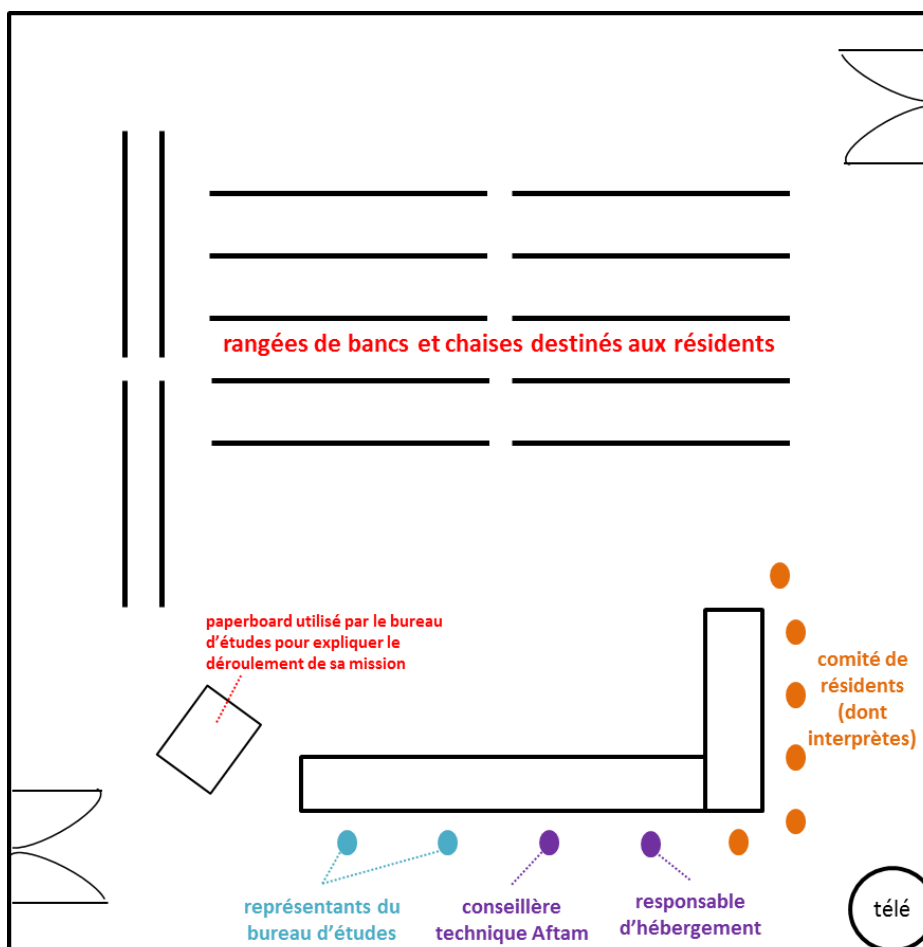 rangées de bancs et chaises destinés aux résidents
paperboard utilisé par le bureau
d’études pour expliquer le
déroulement de sa mission
comité de
résidents
(dont
interprètes)
représentants du
bureau d’études
conseillère
technique Aftam
responsable
d’hébergement
télé